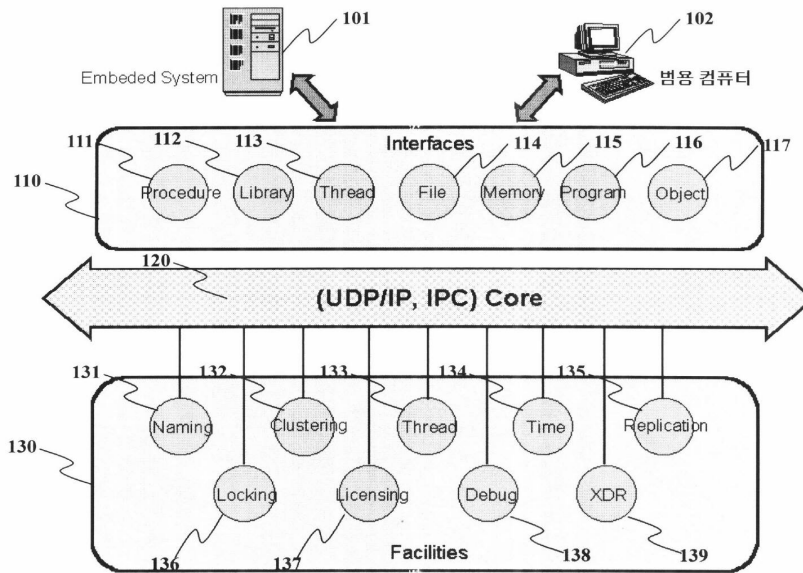 101
102
Embeded System
범용 컴퓨터
Interfaces
111
112
113
114
115
116
117
110
Procedure
Library
Thread
File
Memory
Program
Object
120
(UDP/IP, IPC) Core
131
132
133
134
135
130
Naming
Clustering
Thread
Time
Replication
Locking
Licensing
Debug
XDR
136
137
138
139
Facilities